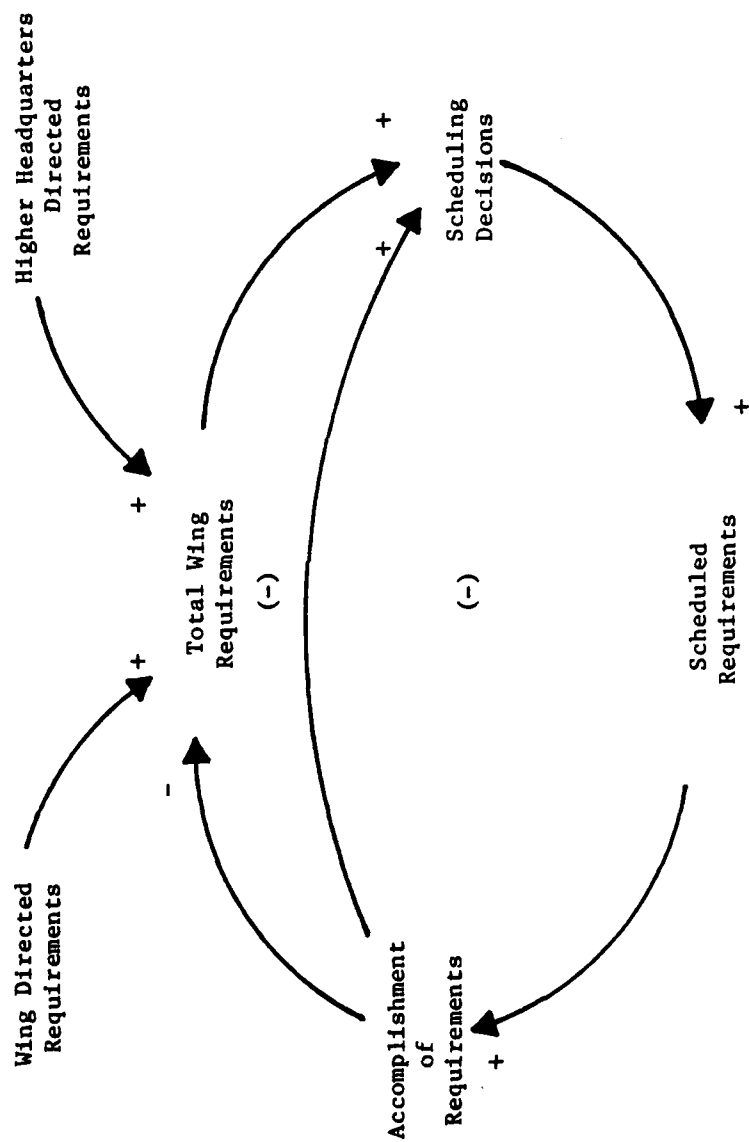 Wing Directed
Requirements
Higher Headquarters
Directed
Requirements
+
+
-
Total Wing
Requirements
(-)
Accomplishment
of
Requirements
+
+
+
Scheduling
Decisions
(-)
Scheduled
Requirements
+